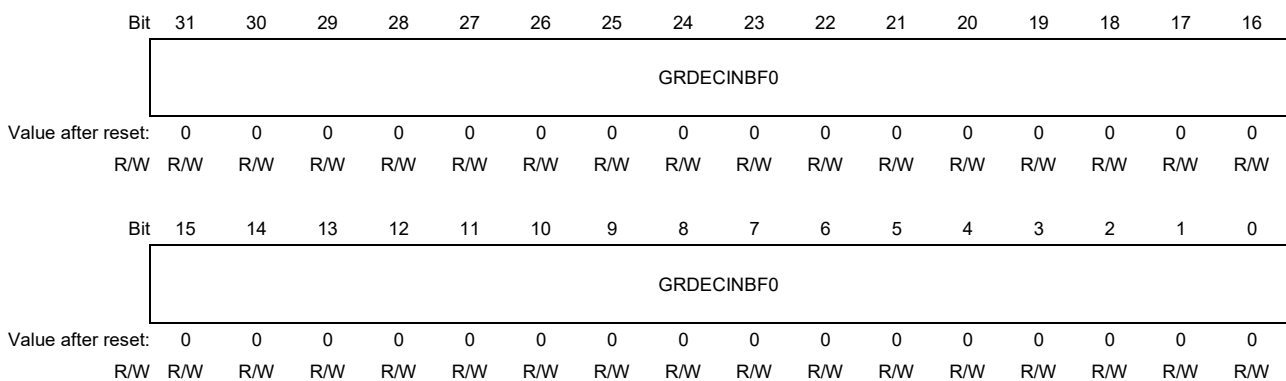 Bit 31 30 29 28 27 26 25 24 23 22 21 20 19 18 17 16
GRDECINBF0
Value after reset: 0 0 0 0 0 0 0 0 0 0 0 0 0 0 0 0
R/W R/W R/W R/W R/W R/W R/W R/W R/W R/W R/W R/W R/W R/W R/W R/W R/W
Bit 15 14 13 12 11 10 9 8 7 6 5 4 3 2 1 0
GRDECINBF0
Value after reset: 0 0 0 0 0 0 0 0 0 0 0 0 0 0 0 0
R/W R/W R/W R/W R/W R/W R/W R/W R/W R/W R/W R/W R/W R/W R/W R/W R/W